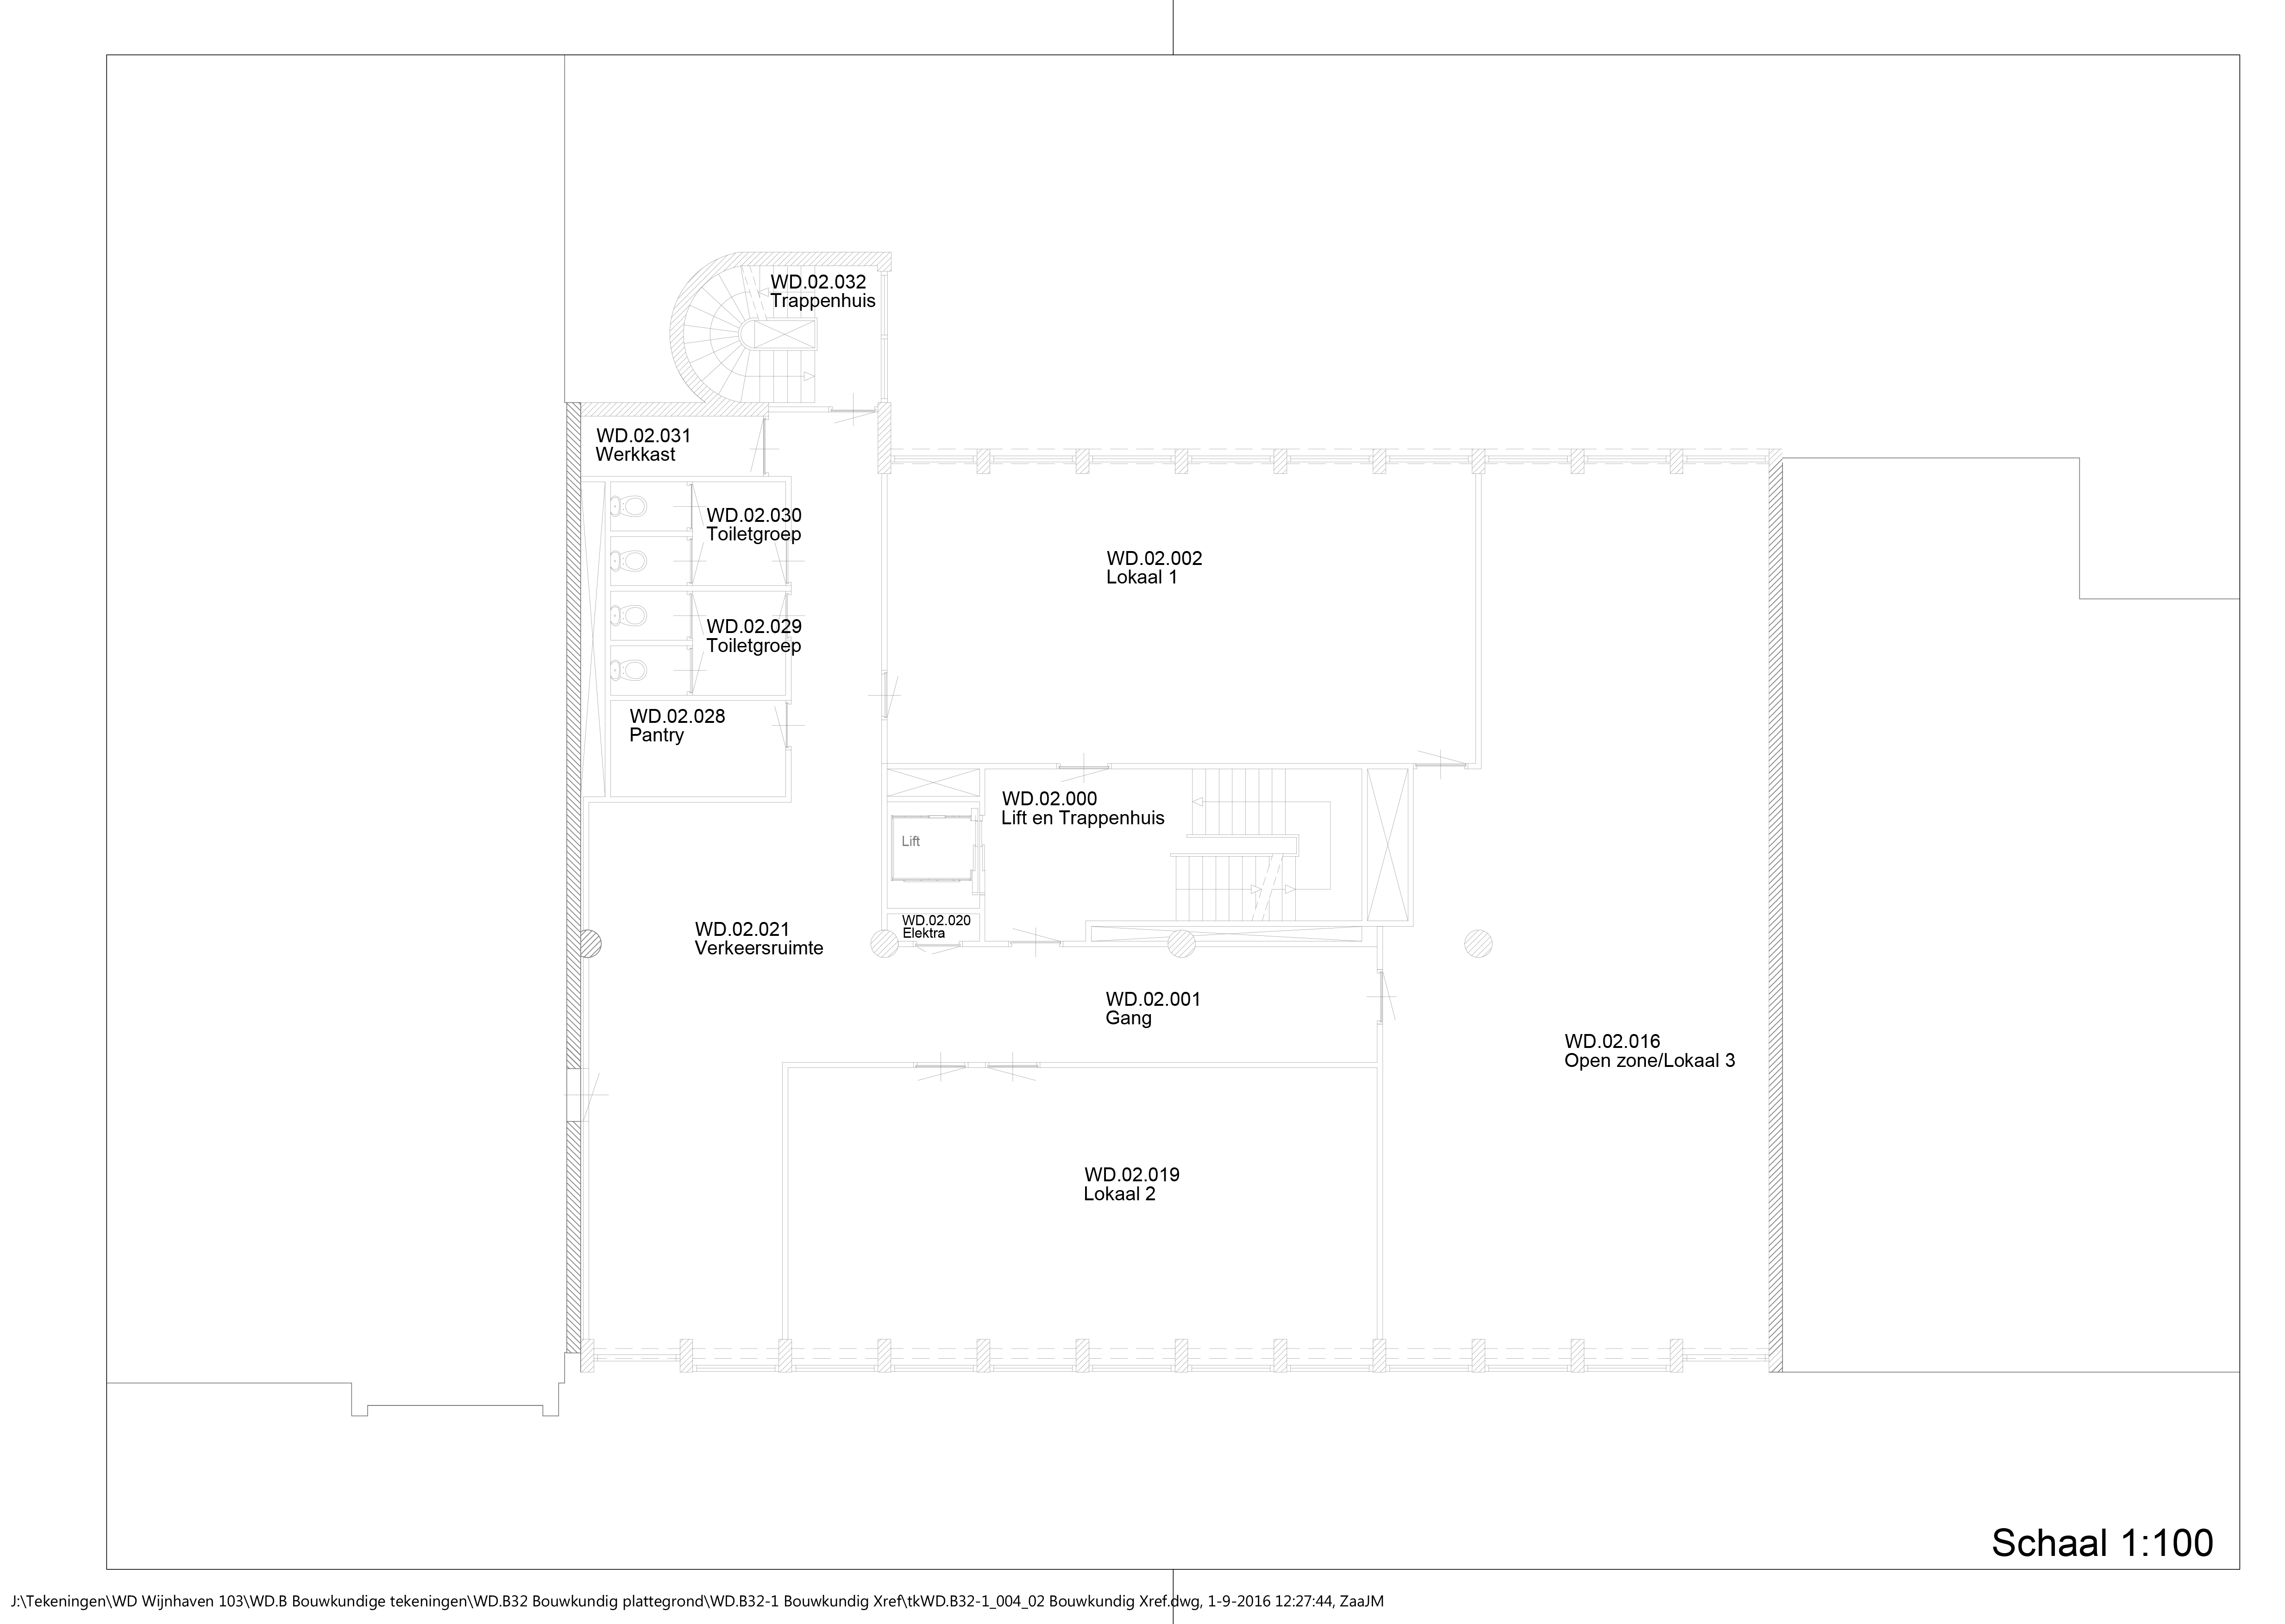 WD.02.032
Trappenhuis
WD.02.031
Werkkast
WD.02.030
Toiletgroep
WD.02.002
Lokaal 1
WD.02.029
Toiletgroep
WD.02.028
Pantry
WD.02.000
Lift en Trappenhuis
Lift
WD.02.020
Elektra
WD.02.021
Verkeersruimte
WD.02.001
Gang
WD.02.016
Open zone/Lokaal 3
WD.02.019
Lokaal 2
Schaal 1:100
J:\Tekeningen\WD Wijnhaven 103\WD.B Bouwkundige tekeningen\WD.B32 Bouwkundig plattegrond\WD.B32-1 Bouwkundig Xref\tkWD.B32-1_004_02 Bouwkundig Xref.dwg, 1-9-2016 12:27:44, ZaaJM